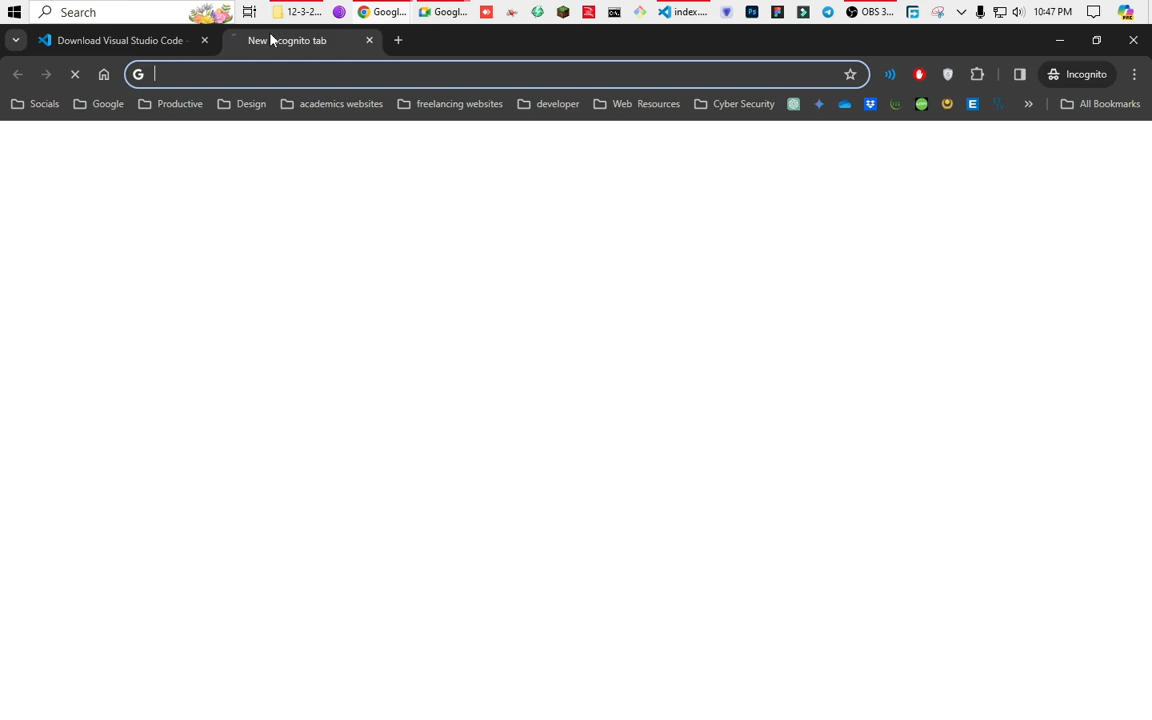 Search
12-3-2...
Googl...
Googl...
index....
OBS 3...
10:47 PM
Download Visual Studio Code -
New Incognito tab
Incognito
Socials
Google
Productive
Design
academics websites
freelancing websites
developer
Web Resources
Cyber Security
All Bookmarks